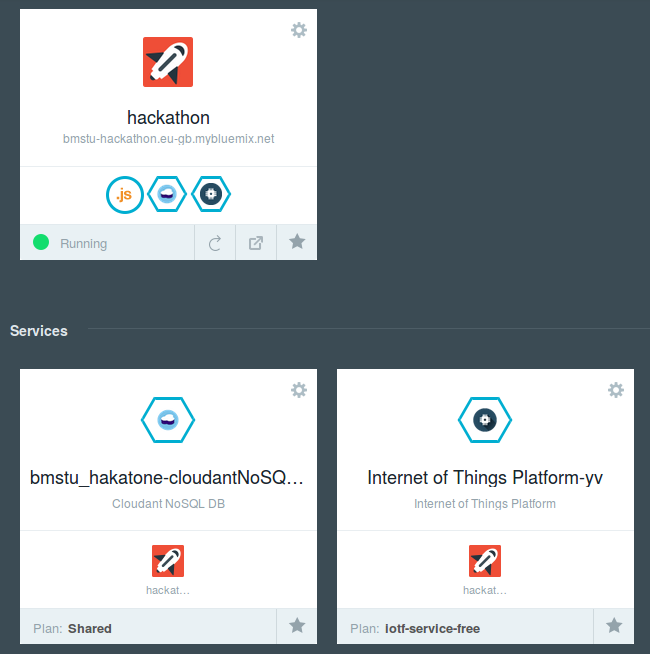 hackathon
bmstu-hackathon.eu-gb.mybluemix.net
.js
Running
Services
bmstu_hakatone-cloudantNoSQ...
Cloudant NoSQL DB
hackat...
Plan: Shared
Internet of Things Platform-yv
Internet of Things Platform
hackat...
Plan: iotf-service-free